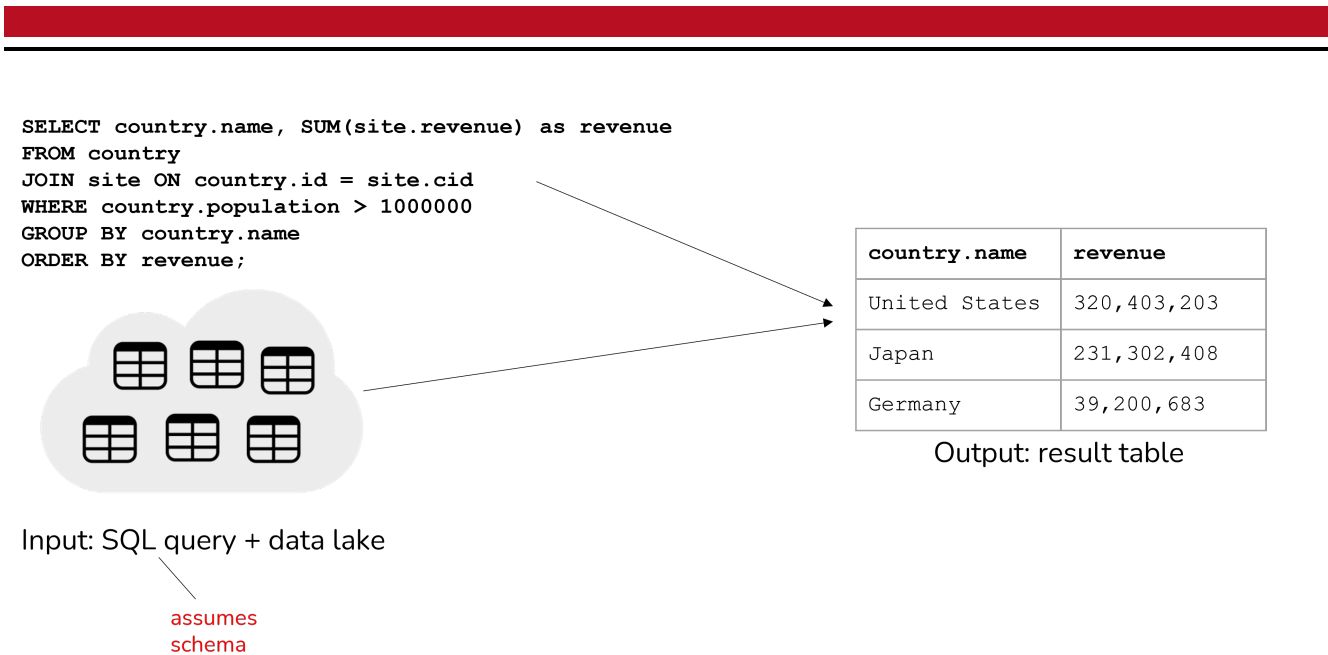 SELECT country.name, SUM(site.revenue) as revenue
FROM country
JOIN site ON country.id = site.cid
WHERE country.population > 1000000
GROUP BY country.name
ORDER BY revenue;
country.name revenue
United States 320,403,203
Japan 231,302,408
Germany 39,200,683
Output: result table
Input: SQL query + data lake
assumes
schema